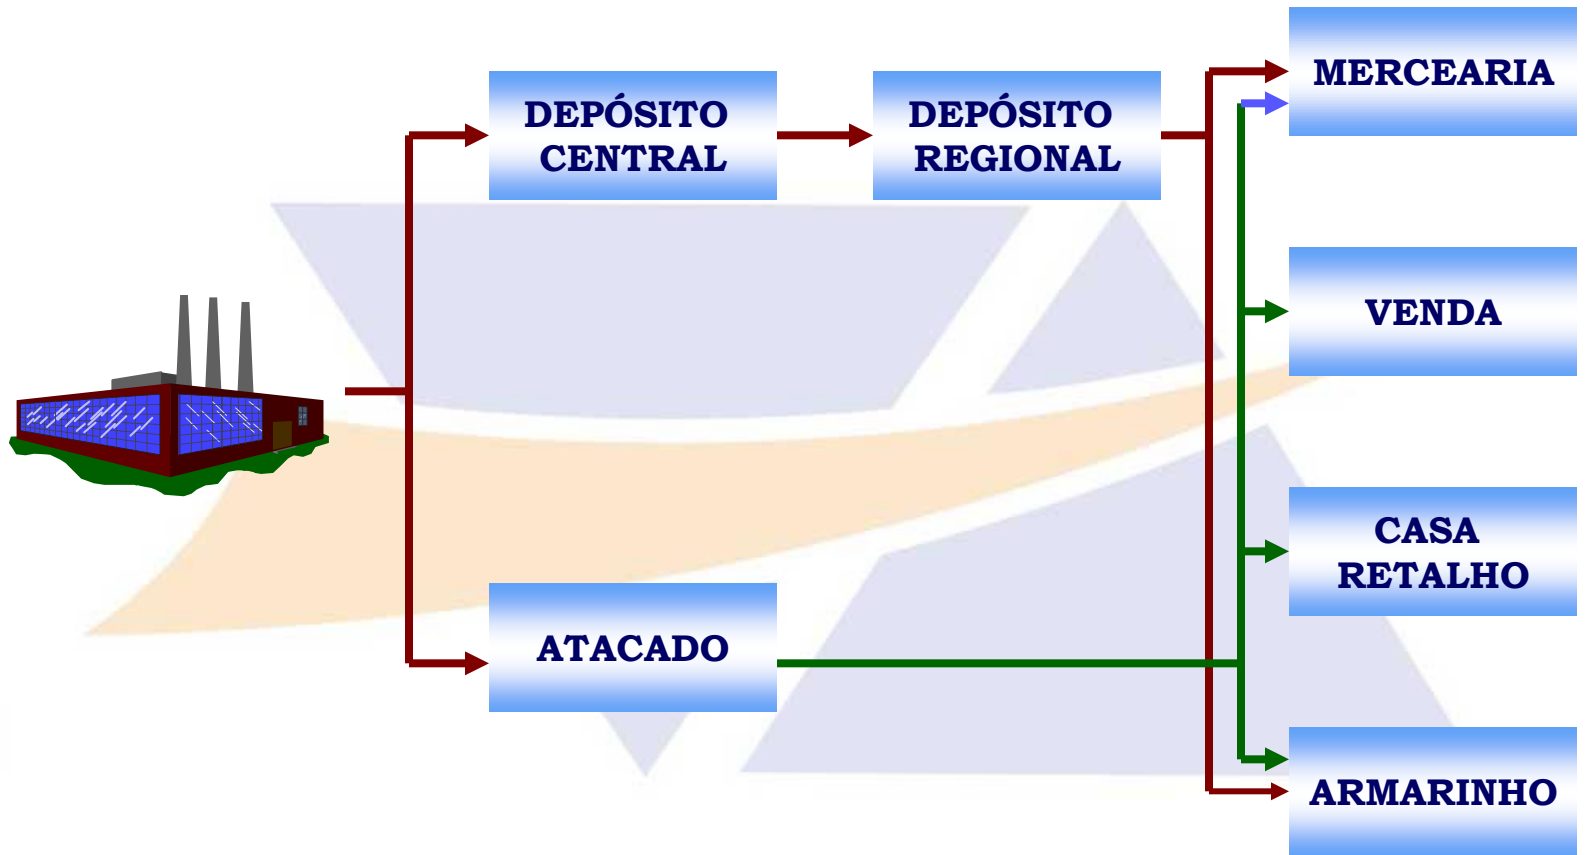 DEPÓSITO
CENTRAL
DEPÓSITO
REGIONAL
MERCEARIA
VENDA
CASA
RETALHO
ATACADO
ARMARINHO